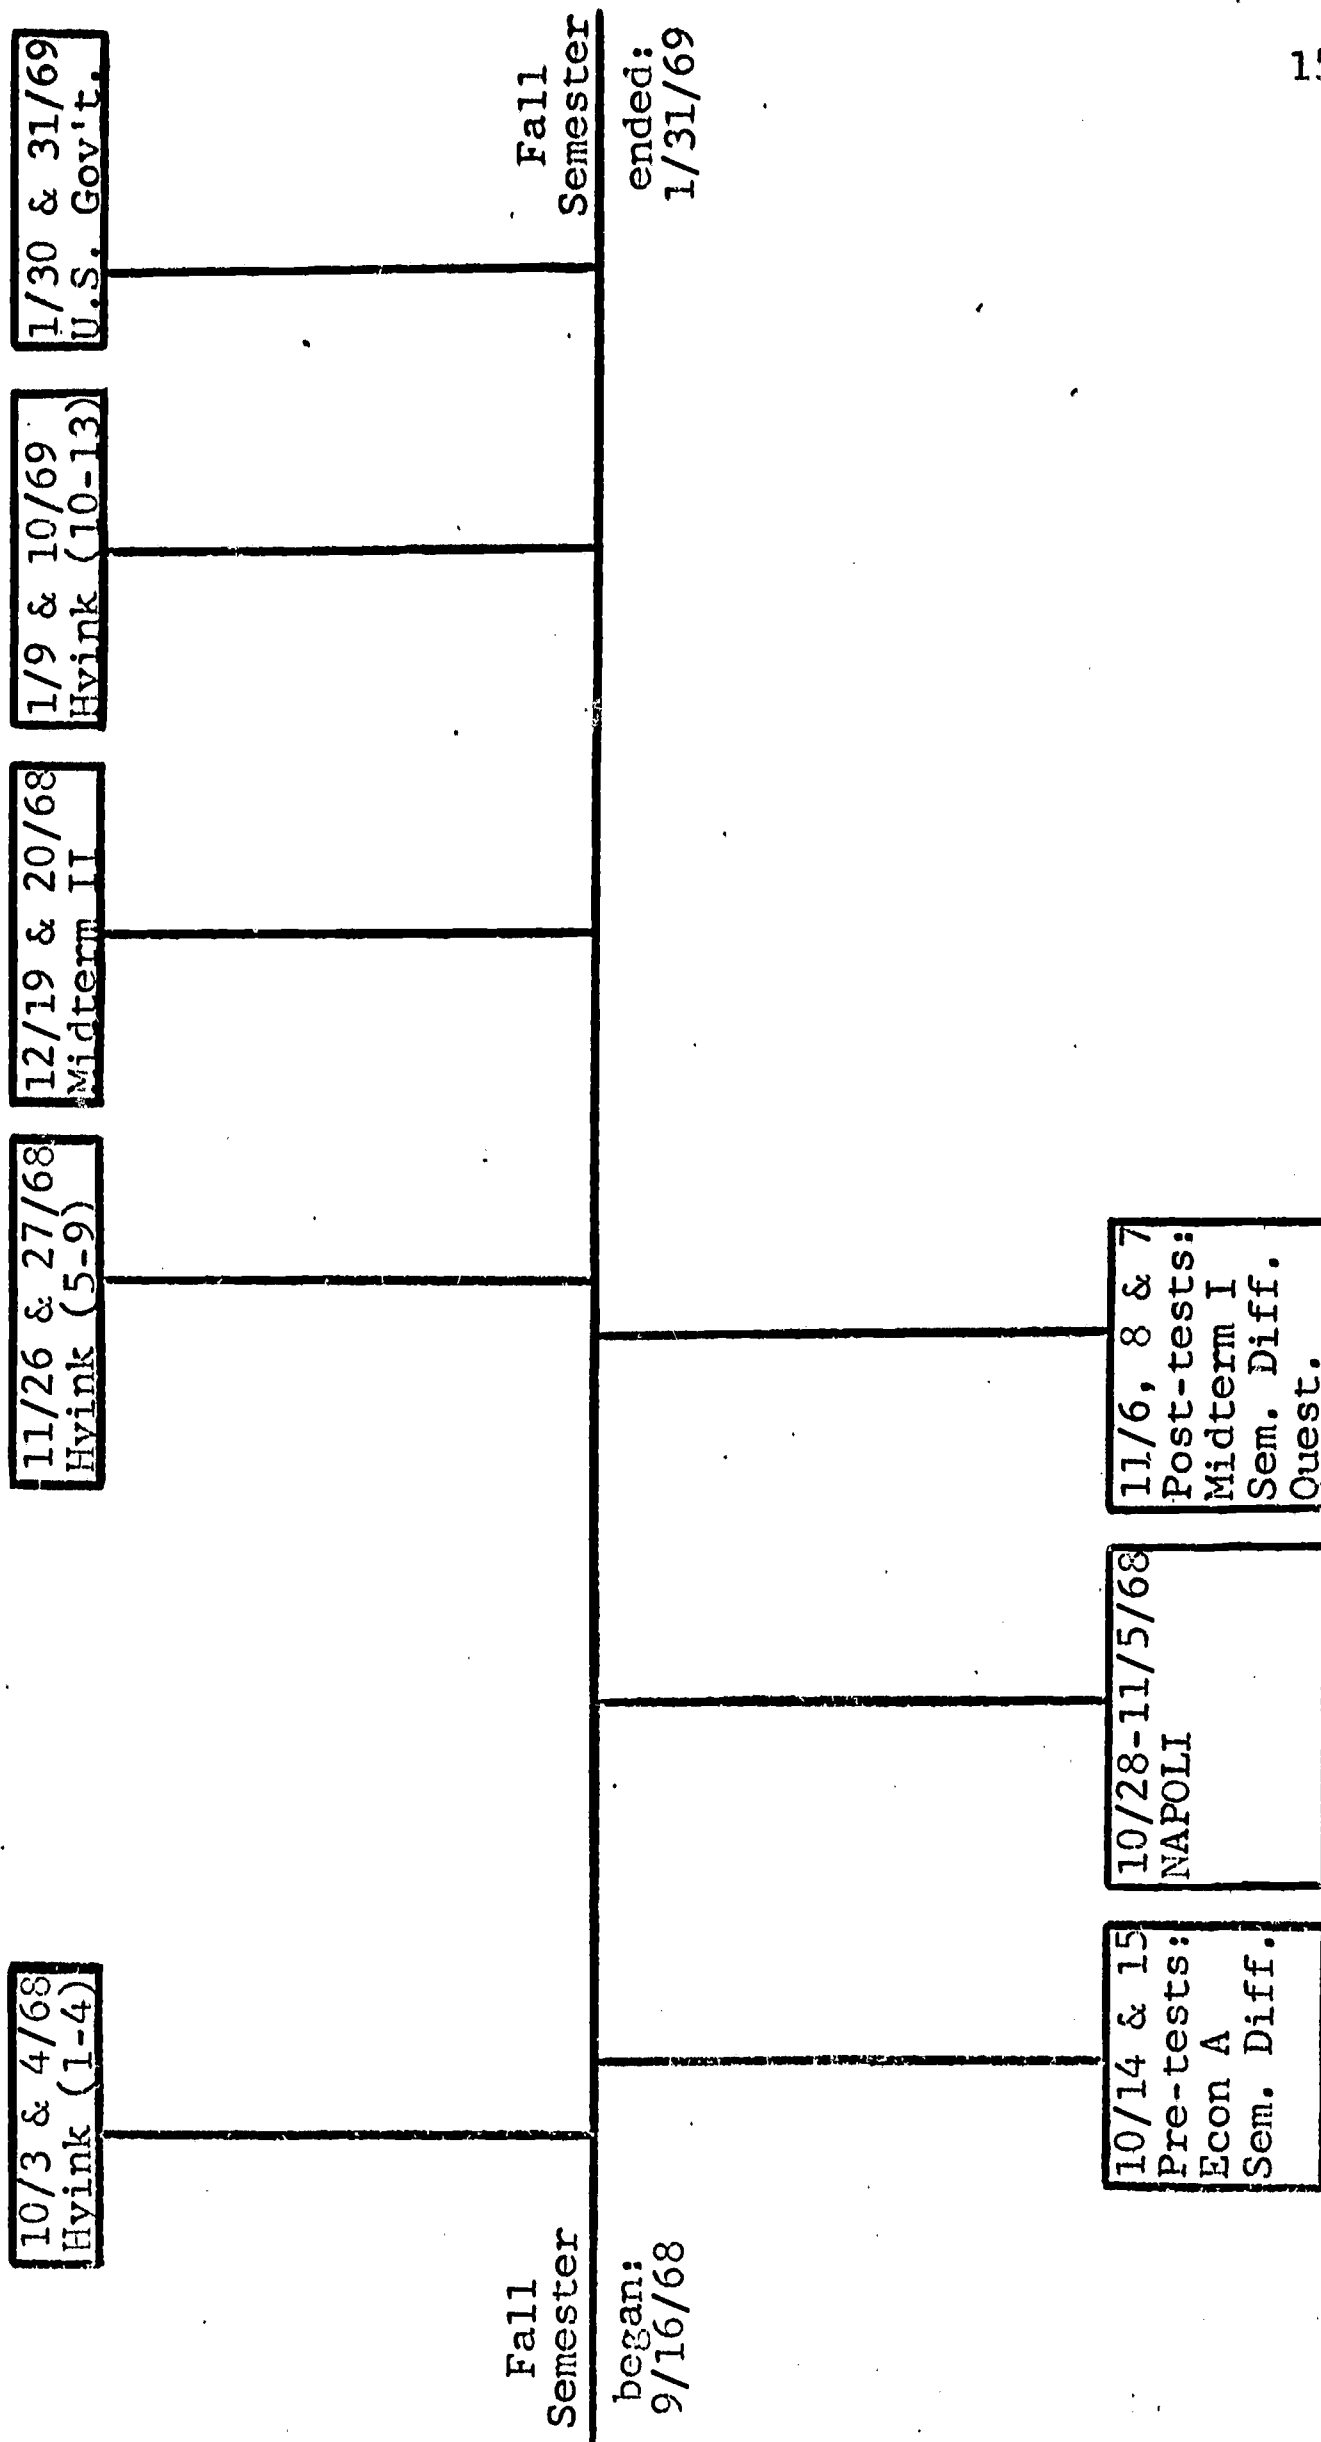 10/3 & 4/68
Hvink (1-4)
11/26 & 27/68
Hvink (5-9)
12/19 & 20/68
Midterm II
1/9 & 10/69
Hvink (10-13)
1/30 & 31/69
U.S. Gov't.
Fall
Semester
began:
9/16/68
Fall
Semester
ended:
1/31/69
10/14 & 15
Pre-tests:
Econ A
Sem. Diff.
10/28-11/5/68
NAPOLI
11/6, 8 & 7
Post-tests:
Midterm I
Sem. Diff.
Quest.